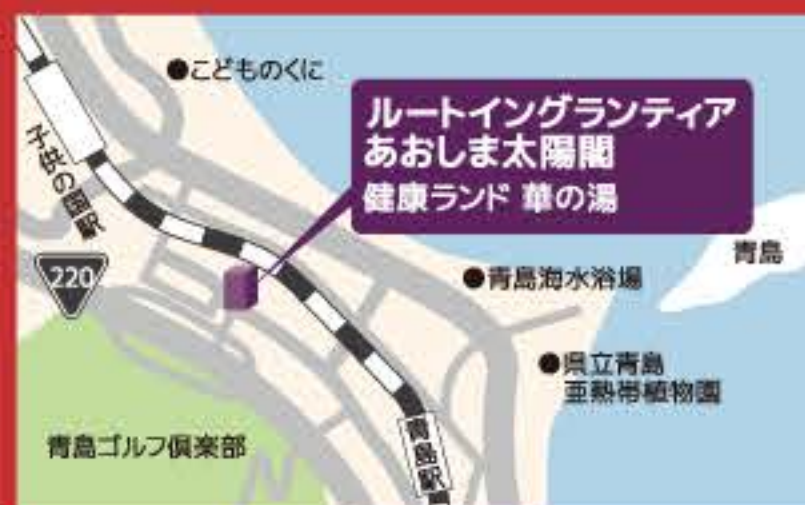 ●こどものくに
ルートイングランティア
あおしま太陽閣
健康ランド 華の湯
子供の国駅
220
青島
●青島海水浴場
●県立青島
亜熱帯植物園
青島ゴルフ倶楽部
青島駅